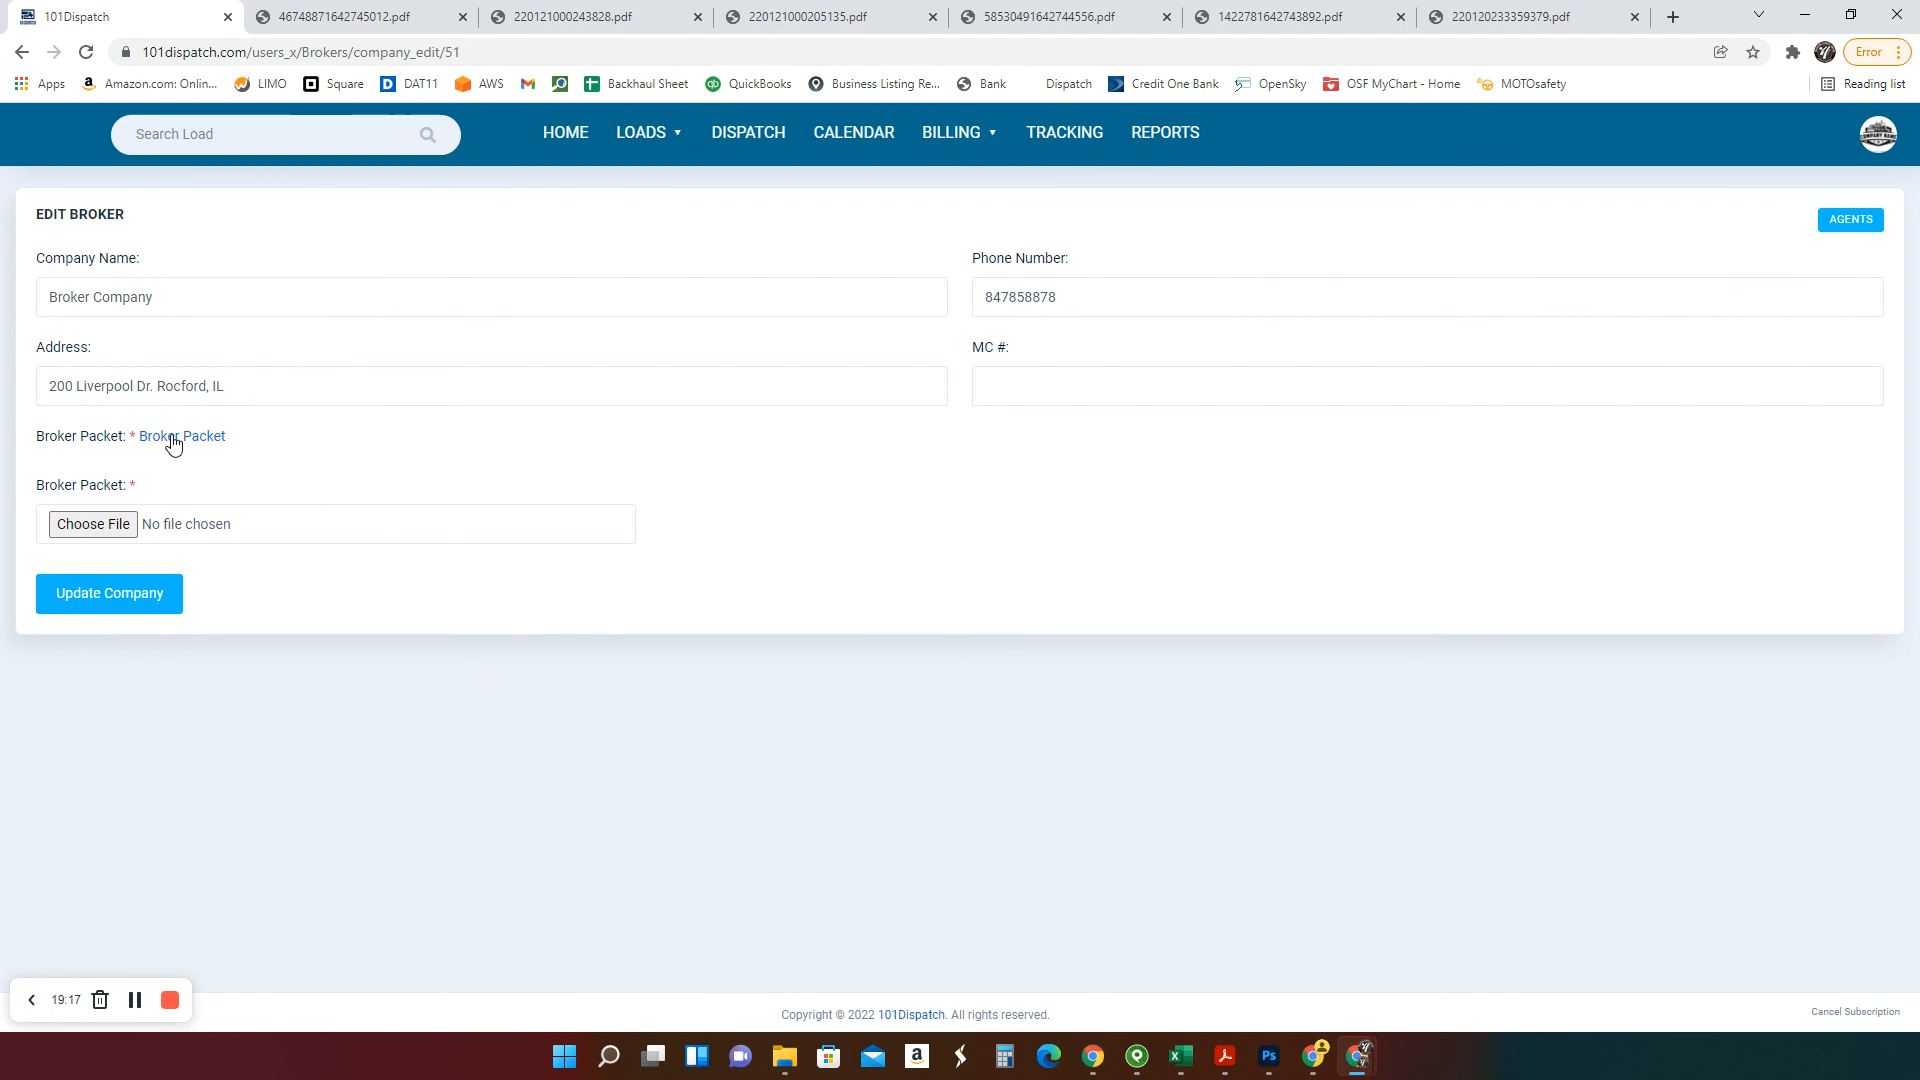 101Dispatch
46748871642745012.pdf
220121000243828.pdf
220121000205135.pdf
58530491642744556.pdf
1422781642743892.pdf
220120233359379.pdf
101dispatch.com/users_x/Brokers/company_edit/51
Error
Apps
Amazon.com: Onlin...
LIMO
Square
DAT11
AWS
Backhaul Sheet
QuickBooks
Business Listing Re...
Bank
Dispatch
Credit One Bank
OpenSky
OSF MyChart - Home
MOTOsafety
Reading list
Search Load
HOME
LOADS
DISPATCH
CALENDAR
BILLING
TRACKING
REPORTS
EDIT BROKER
AGENTS
Company Name:
Phone Number:
Broker Company
847858878
Address:
MC #:
200 Liverpool Dr. Rocford, IL
Broker Packet: * Broker Packet
Broker Packet: *
Choose File No file chosen
Update Company
19:17
Copyright © 2022 101Dispatch. All rights reserved.
Cancel Subscription